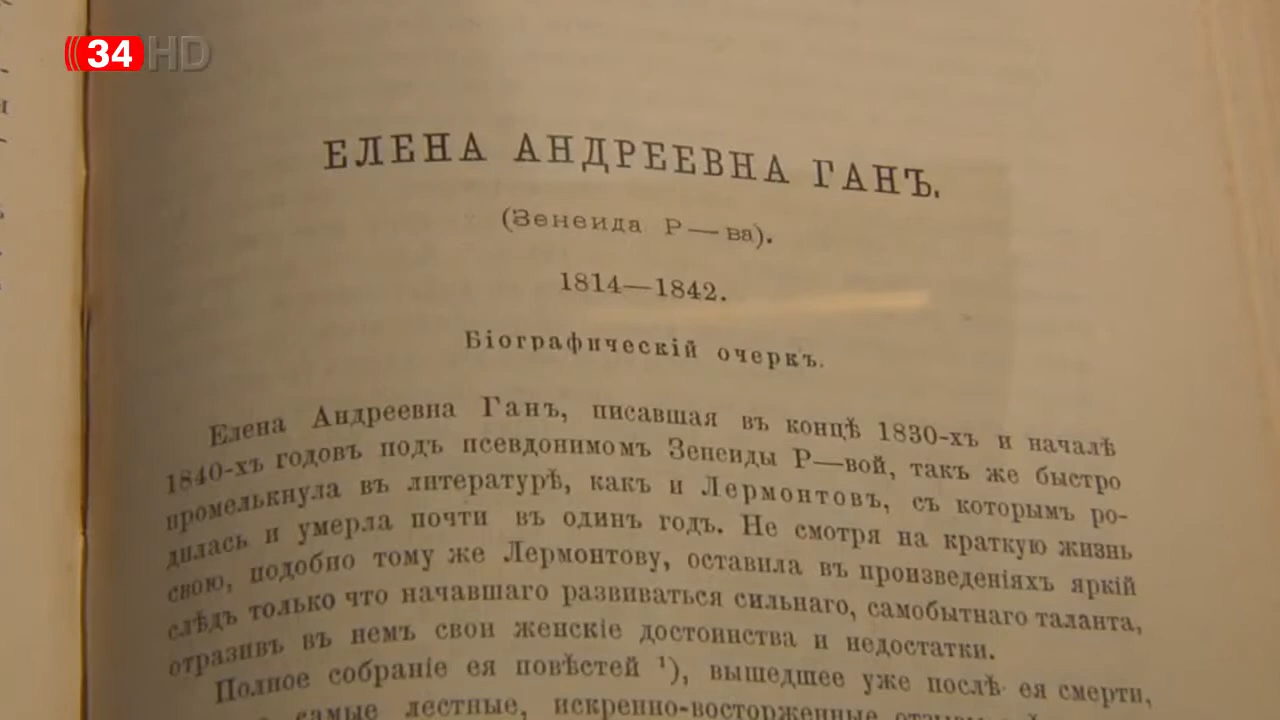 34 HD
ЕЛЕНА АНДРЕЕВНА ГАНЪ.
(Зенеида Р—ва).
1814—1842.
Біографическій очеркъ.
Елена Андреевна Ганъ, писавшая въ концѣ 1830-хъ и началѣ
1840-хъ годовъ подъ псевдонимомъ Зенеиды Р—вой, такъ же быстро
промелькнула въ литературѣ, какъ и Лермонтовъ, съ которымъ ро-
дилась и умерла почти въ одинъ годъ. Не смотря на краткую жизнь
свою, подобно тому же Лермонтову, оставила въ произведеніяхъ яркій
слѣдъ только что начавшаго развиваться сильнаго, самобытнаго таланта,
отразивъ въ немъ свои женскіе достоинства и недостатки.
Полное собраніе ея повѣстей ¹), вышедшее уже послѣ ея смерти,
самые лестные, искренно-восторженные